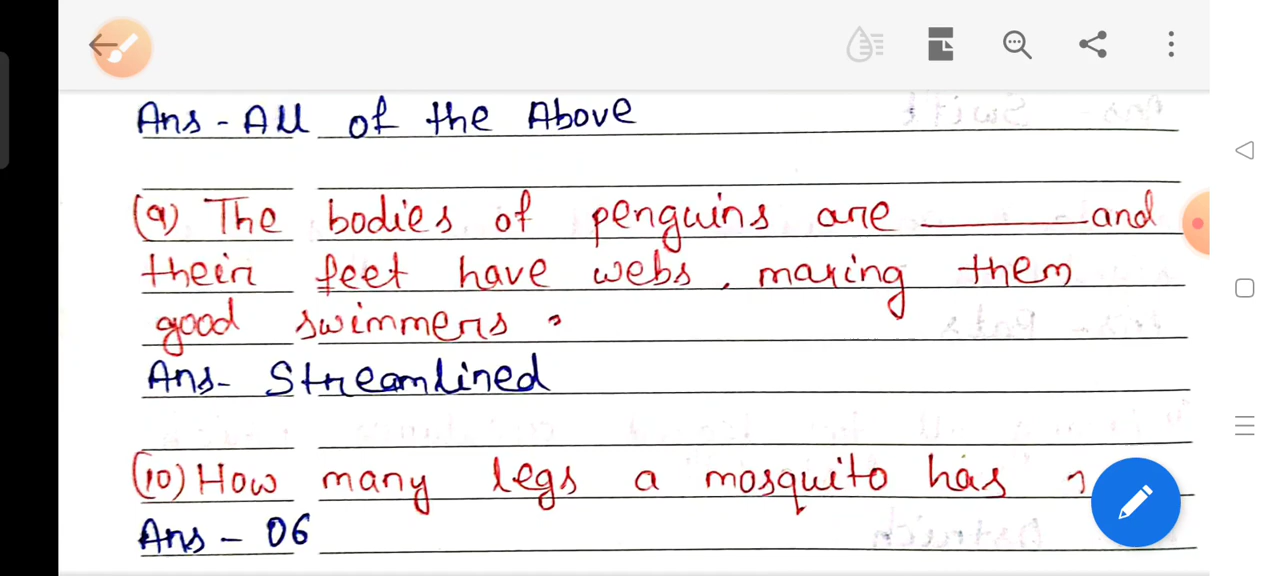 Ans - All of the Above
(9) The bodies of penguins are ______ and
their feet have webs, making them
good swimmers.
Ans- Streamlined
(10) How many legs a mosquito has ?
Ans - 06